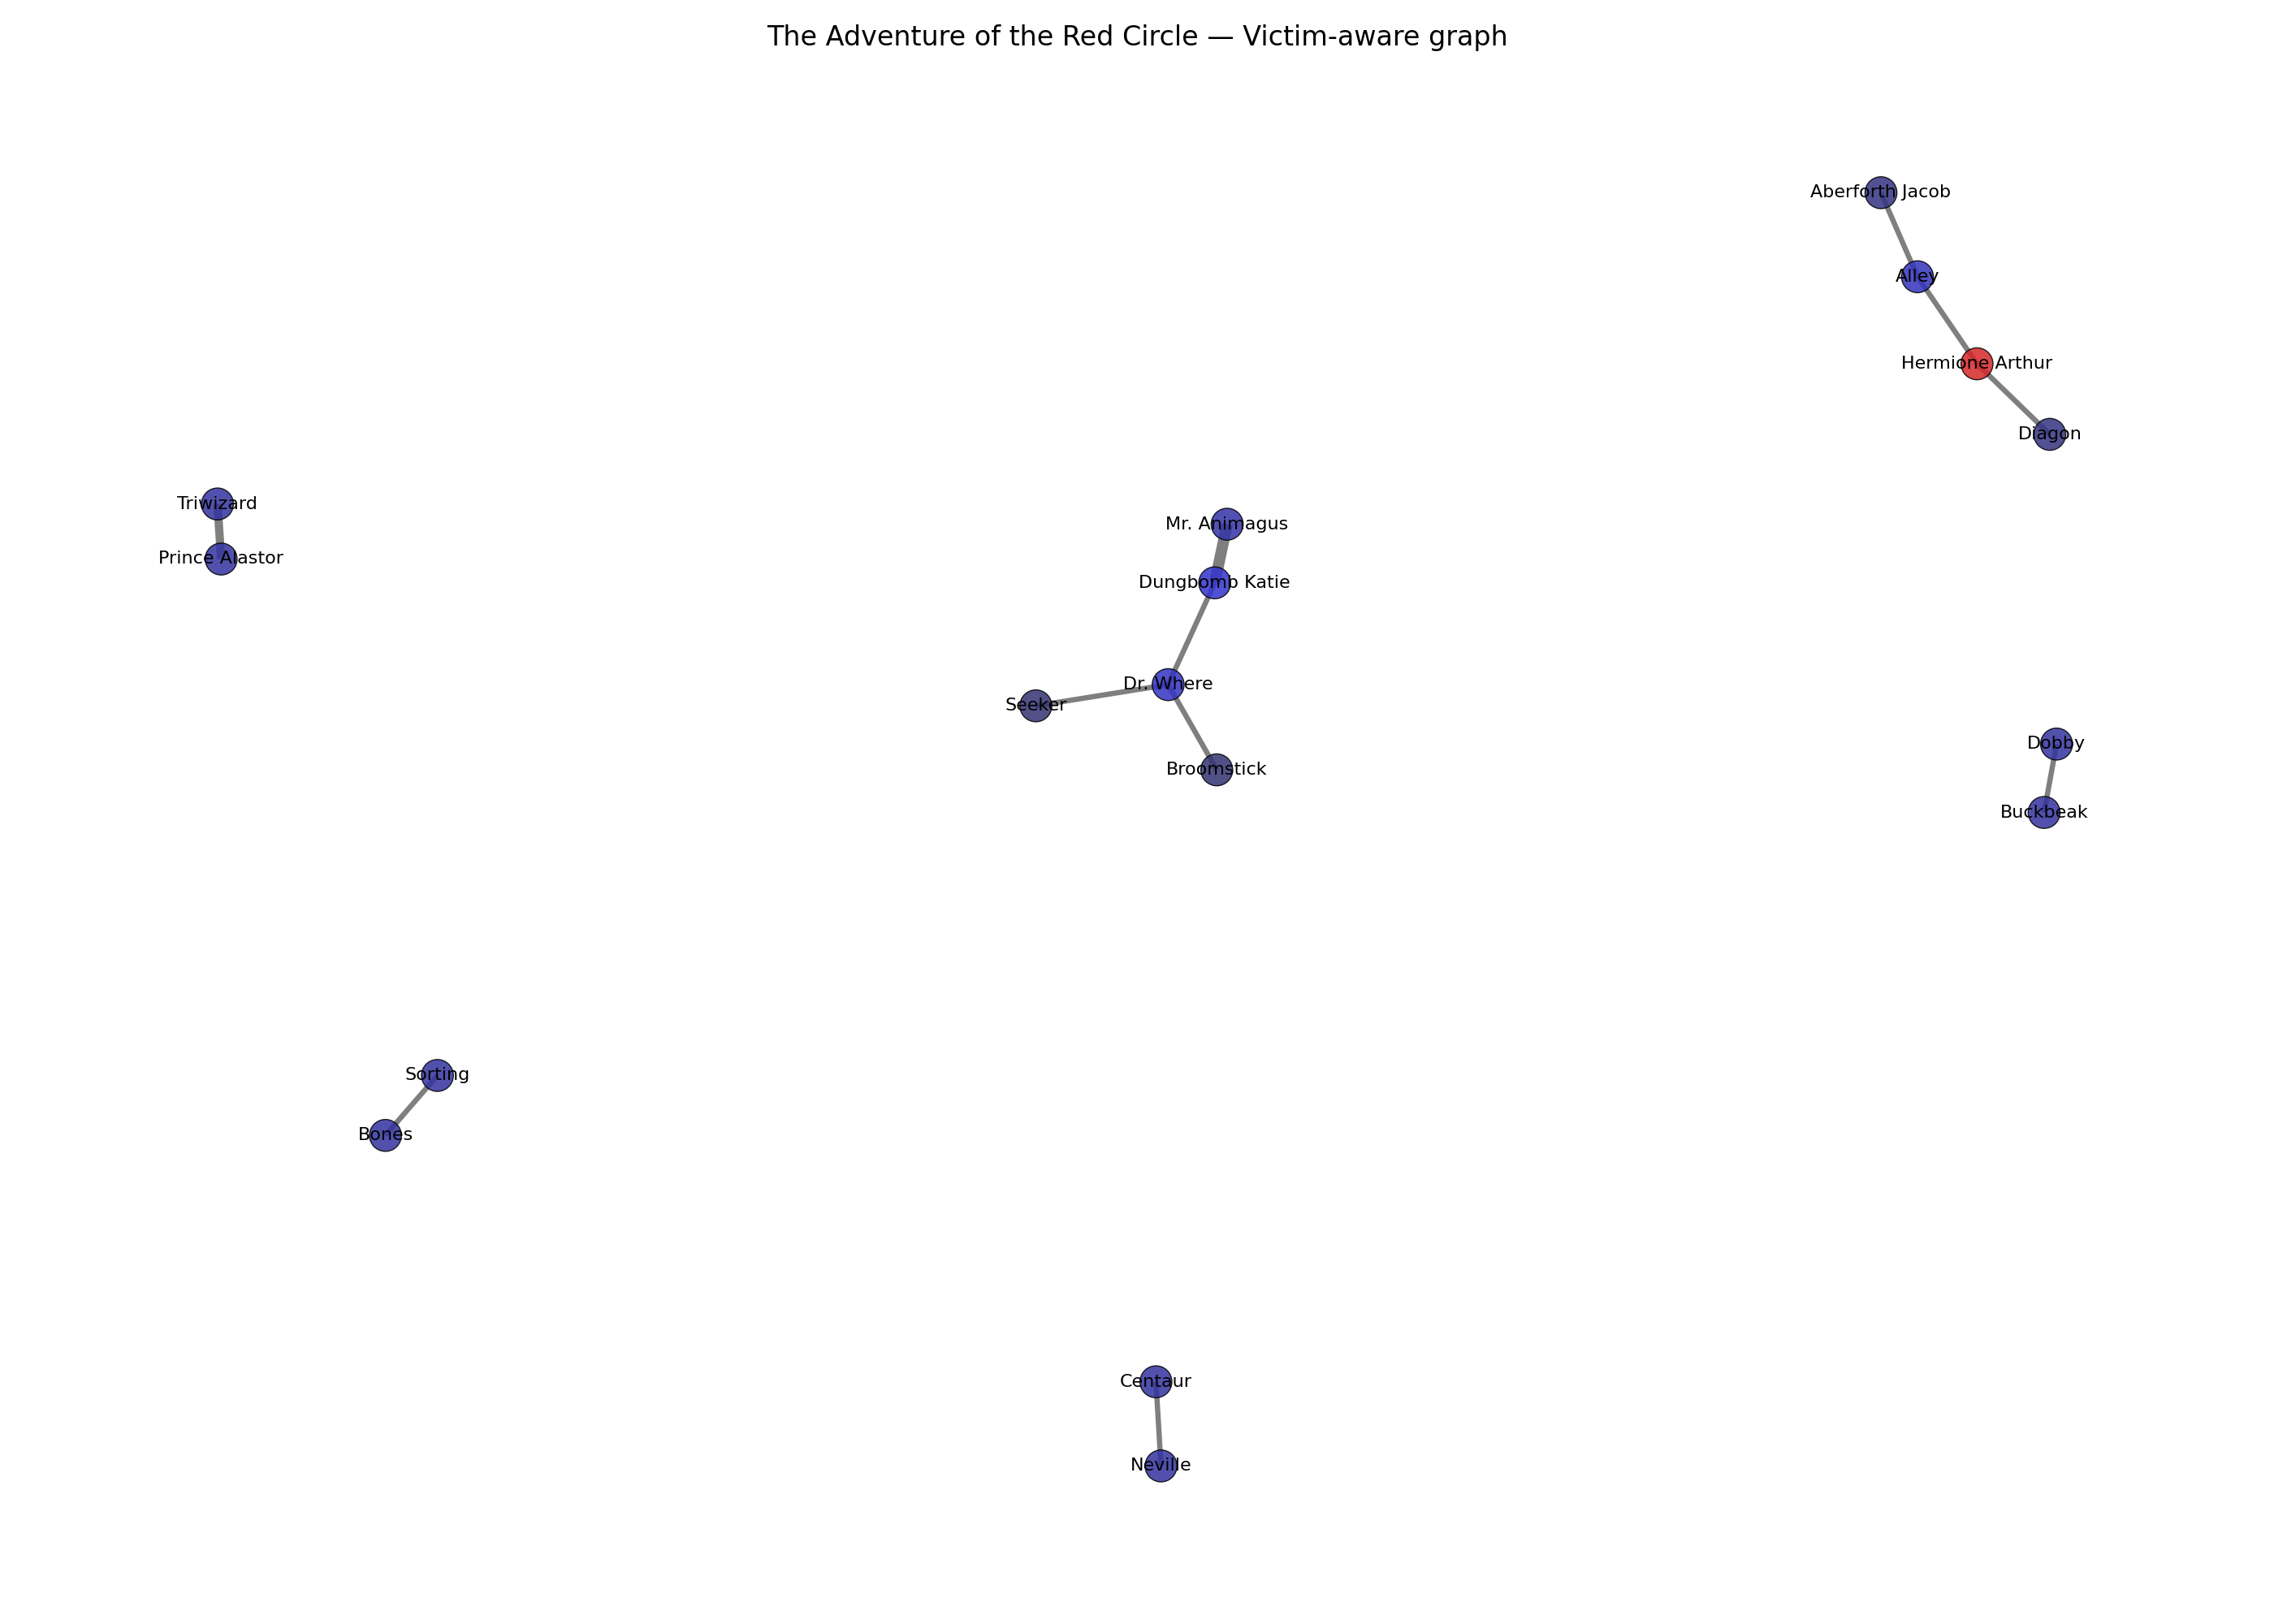 The Adventure of the Red Circle — Victim-aware graph
Aberforth Jacob
Alley
Hermione Arthur
Diagon
Triwizard
Prince Alastor
Mr. Animagus
Dungbomb Katie
Dr. Where
Seeker
Broomstick
Dobby
Buckbeak
Sorting
Bones
Centaur
Neville